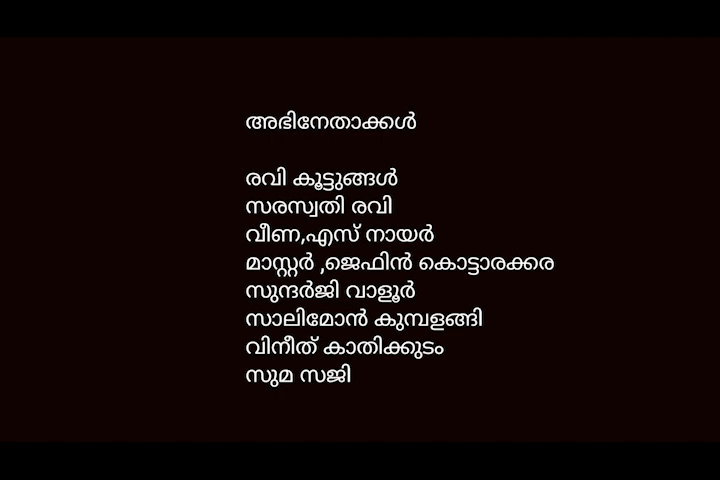 അഭിനേതാക്കൾ
രവി കൂട്ടുങ്ങൾ
സരസ്വതി രവി
വീണ,എസ് നായർ
മാസ്റ്റർ ,ജെഫിൻ കൊട്ടാരക്കര
സുന്ദർജി വാളൂർ
സാലിമോൻ കുമ്പളങ്ങി
വിനീത് കാതിക്കുടം
സുമ സജി